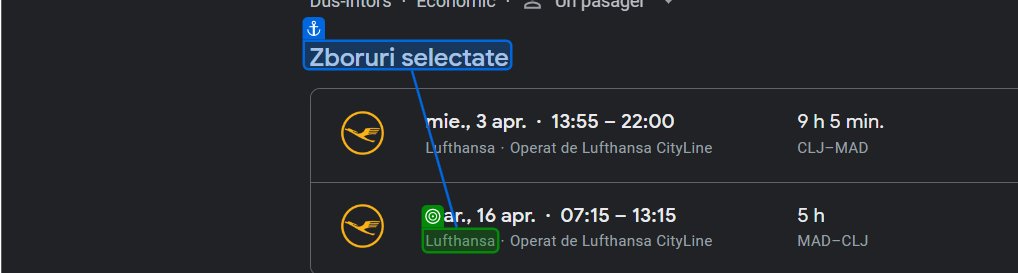 Dus-întors · Economic · Un pasager
Zboruri selectate
mie., 3 apr. · 13:55 – 22:00
9 h 5 min.
Lufthansa · Operat de Lufthansa CityLine
CLJ–MAD
ar., 16 apr. · 07:15 – 13:15
5 h
Lufthansa · Operat de Lufthansa CityLine
MAD–CLJ